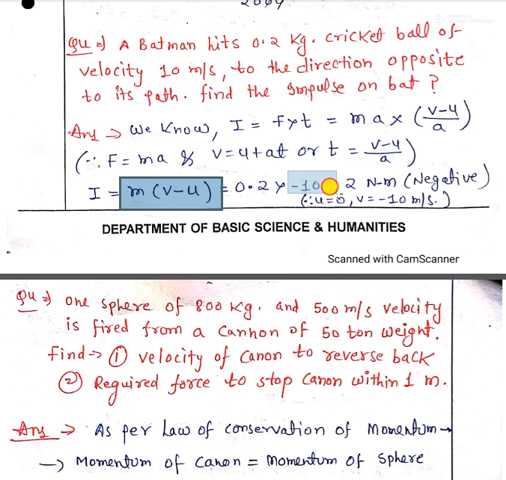 Qu ⇒ A Batman hits 0.2 Kg. cricket ball of
velocity 10 m/s, to the direction opposite
to its path. find the Impulse on bat ?
Ans → We Know, I = F×t = ma × (v-u/a)
(∵ F = ma & v = u+at or t = v-u/a)
I = m (v-u) = 0.2 × -10 2 N-m (Negative)
(∵ u=0, v = -10 m/s.)
DEPARTMENT OF BASIC SCIENCE & HUMANITIES
Scanned with CamScanner
Qu ⇒ One sphere of 800 Kg. and 500 m/s velocity
is fired from a Cannon of 50 ton weight.
Find → ① velocity of Canon to reverse back
② Required force to stop Canon within 1 m.
Ans → As per Law of conservation of Momentum →
→ Momentum of Canon = Momentum of Sphere